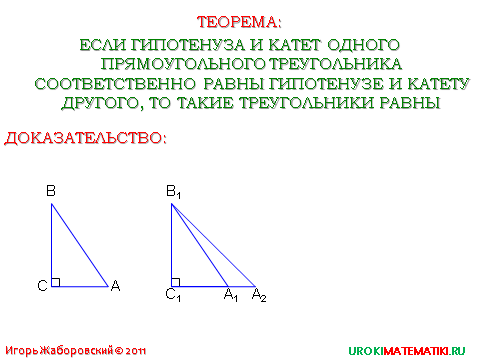 ТЕОРЕМА:
ЕСЛИ ГИПОТЕНУЗА И КАТЕТ ОДНОГО
ПРЯМОУГОЛЬНОГО ТРЕУГОЛЬНИКА
СООТВЕТСТВЕННО РАВНЫ ГИПОТЕНУЗЕ И КАТЕТУ
ДРУГОГО, ТО ТАКИЕ ТРЕУГОЛЬНИКИ РАВНЫ
ДОКАЗАТЕЛЬСТВО:
B B₁
C A C₁ A₁ A₂
Игорь Жаборовский © 2011 UROKIMATEMATIKI.RU